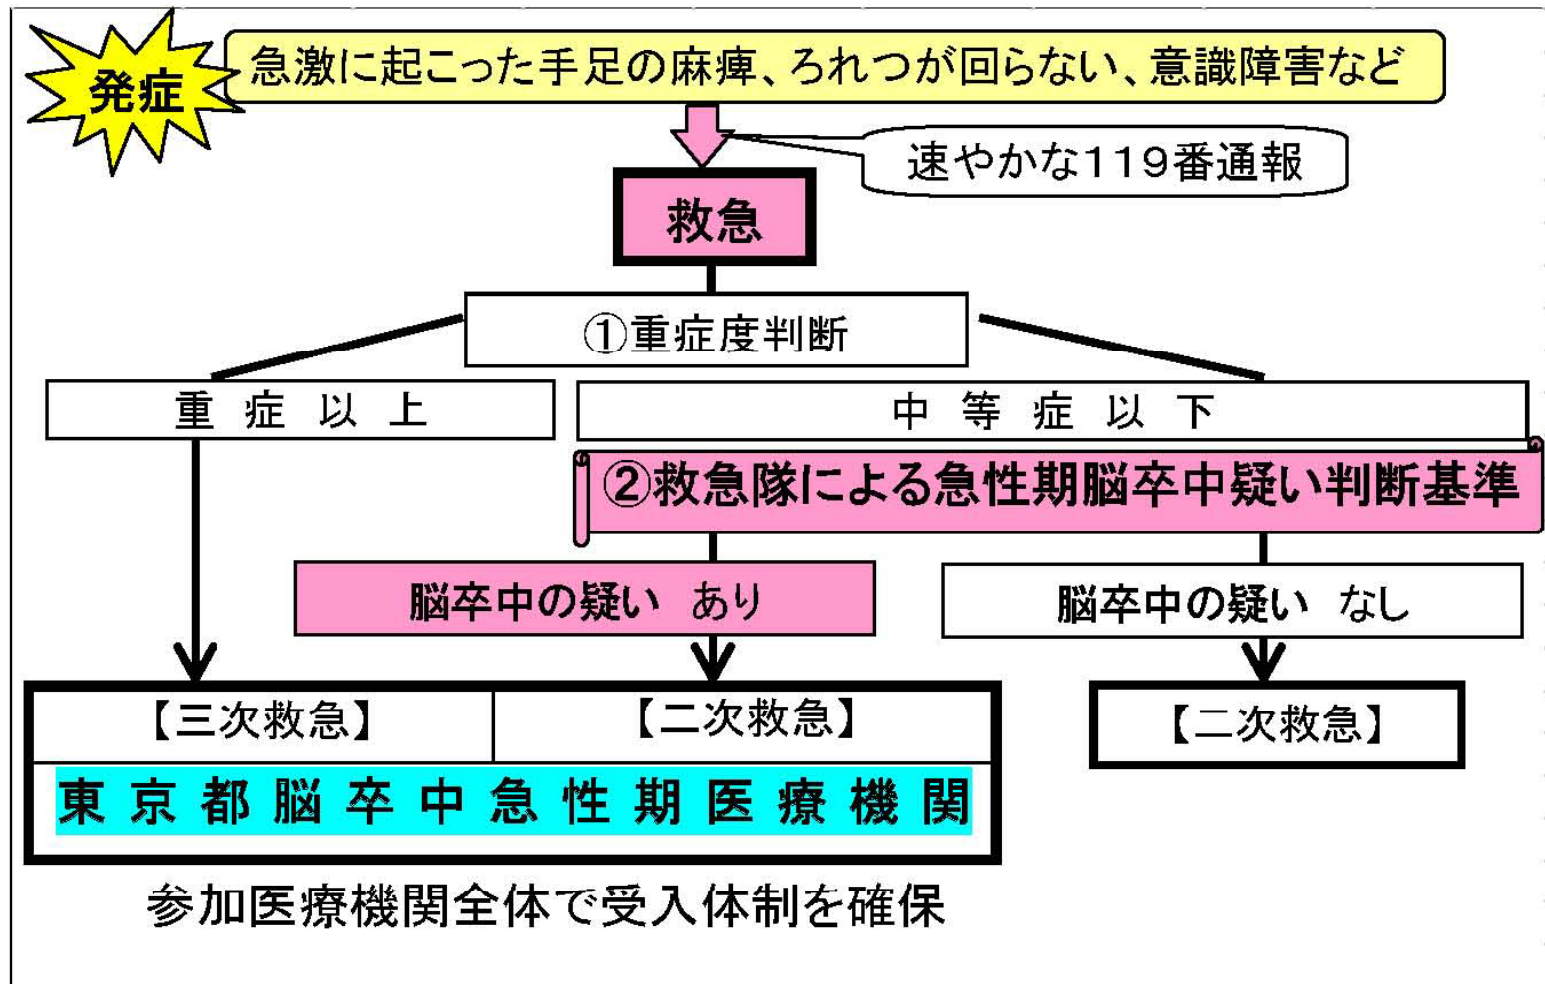 発症
急激に起こった手足の麻痺、ろれつが回らない、意識障害など
速やかな119番通報
救急
①重症度判断
重症以上
中等症以下
②救急隊による急性期脳卒中疑い判断基準
脳卒中の疑い あり
脳卒中の疑い なし
【三次救急】
【二次救急】
【二次救急】
東京都脳卒中急性期医療機関
参加医療機関全体で受入体制を確保